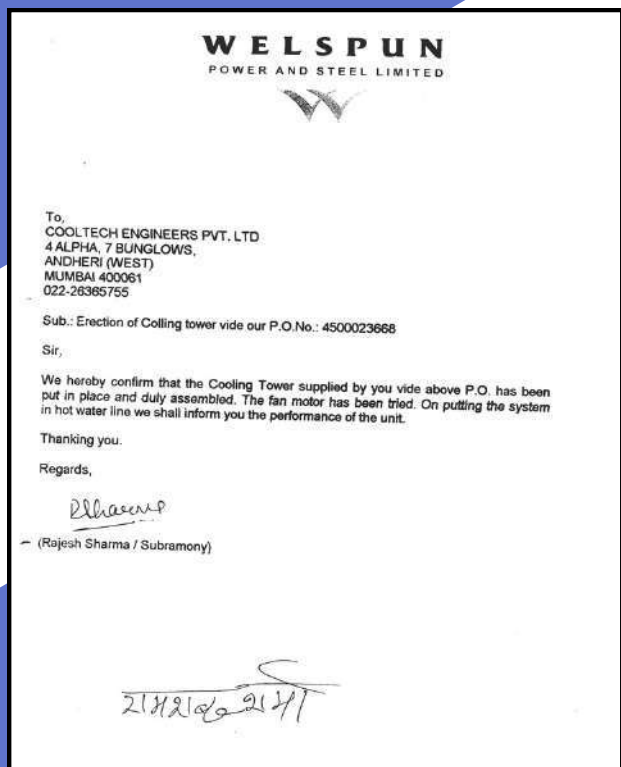 WELSPUN
POWER AND STEEL LIMITED
To,
COOLTECH ENGINEERS PVT. LTD
4 ALPHA, 7 BUNGLOWS,
ANDHERI (WEST)
MUMBAI 400061
022-26365755
Sub.: Erection of Colling tower vide our P.O.No.: 4500023668
Sir,
We hereby confirm that the Cooling Tower supplied by you vide above P.O. has been
put in place and duly assembled. The fan motor has been tried. On putting the system
in hot water line we shall inform you the performance of the unit.
Thanking you.
Regards,
(Rajesh Sharma / Subramony)